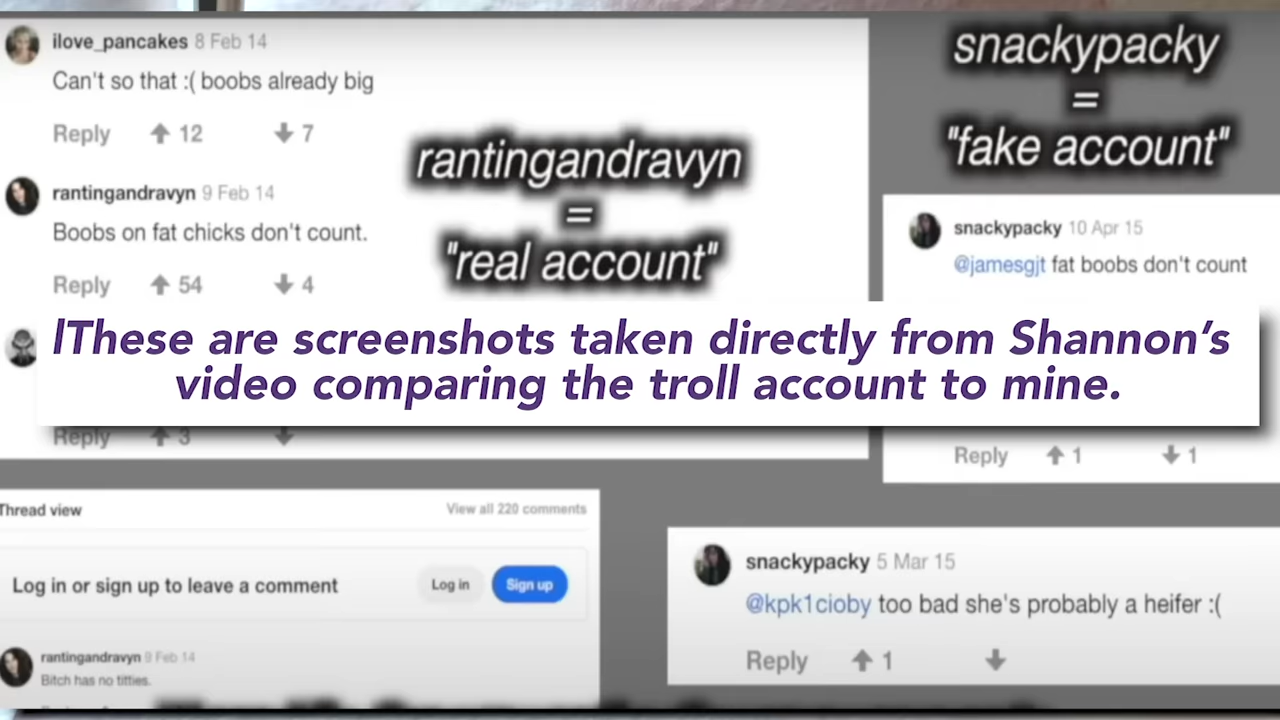 ilove_pancakes 8 Feb 14
Can't so that :( boobs already big
Reply 12 7
rantingandravyn 9 Feb 14
Boobs on fat chicks don't count.
Reply 54 4
rantingandravyn
=
"real account"
snackypacky
=
"fake account"
snackypacky 10 Apr 15
@jamesgjt fat boobs don't count
lThese are screenshots taken directly from Shannon's
video comparing the troll account to mine.
Reply 3
Reply 1 1
Thread view View all 220 comments
Log in or sign up to leave a comment Log in Sign up
rantingandravyn 9 Feb 14
Bitch has no titties.
snackypacky 5 Mar 15
@kpk1cioby too bad she's probably a heifer :(
Reply 1